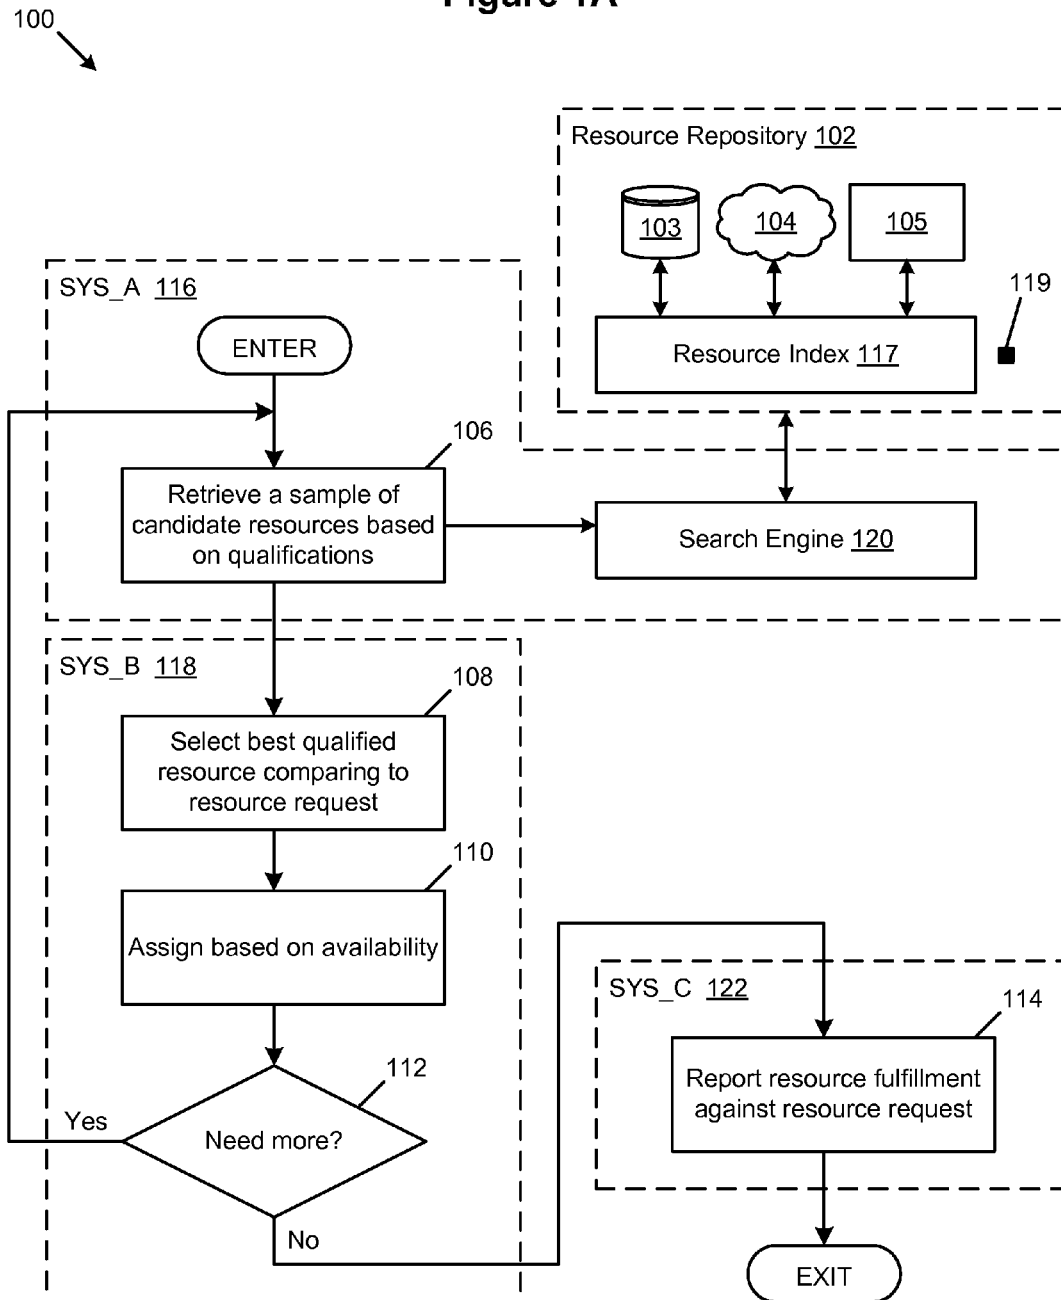 Figure 1A
100
Resource Repository 102
103
104
105
119
SYS_A 116
ENTER
Resource Index 117
106
Retrieve a sample of
candidate resources based
on qualifications
Search Engine 120
SYS_B 118
108
Select best qualified
resource comparing to
resource request
110
Assign based on availability
SYS_C 122
114
112
Report resource fulfillment
against resource request
Yes
Need more?
No
EXIT